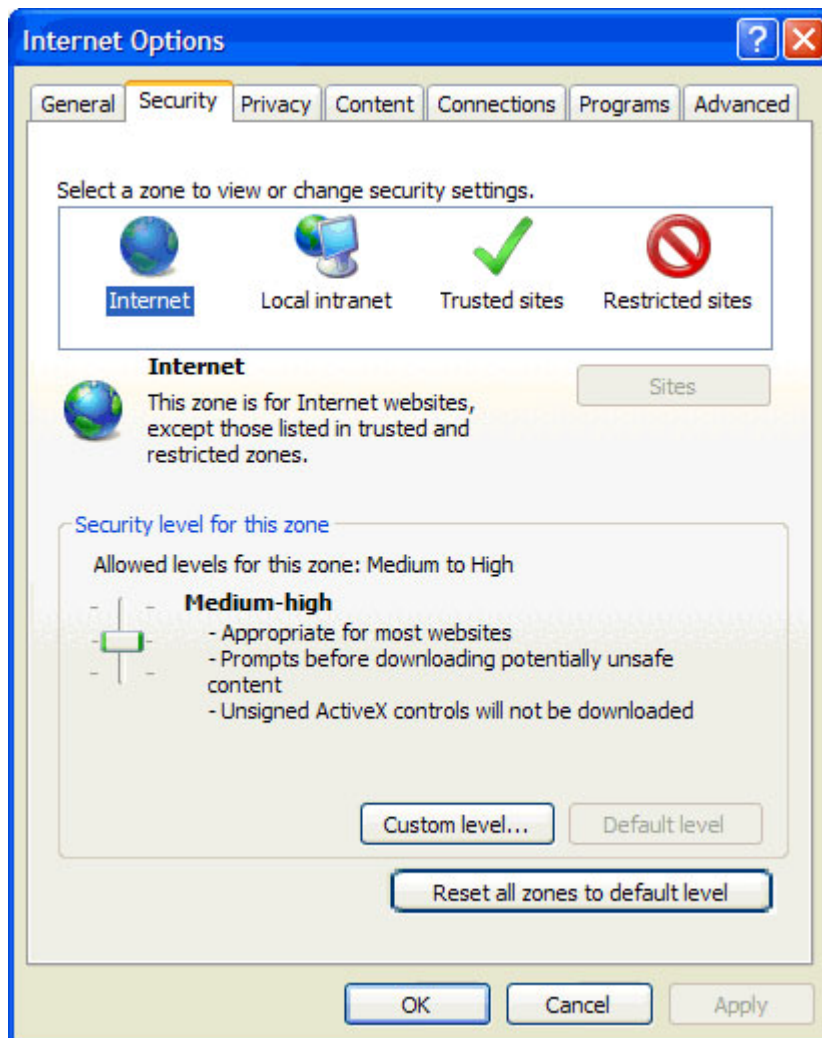 Internet Options
General Security Privacy Content Connections Programs Advanced
Select a zone to view or change security settings.
Internet Local intranet Trusted sites Restricted sites
Internet
Sites
This zone is for Internet websites,
except those listed in trusted and
restricted zones.
Security level for this zone
Allowed levels for this zone: Medium to High
Medium-high
- Appropriate for most websites
- Prompts before downloading potentially unsafe
content
- Unsigned ActiveX controls will not be downloaded
Custom level... Default level
Reset all zones to default level
OK Cancel Apply